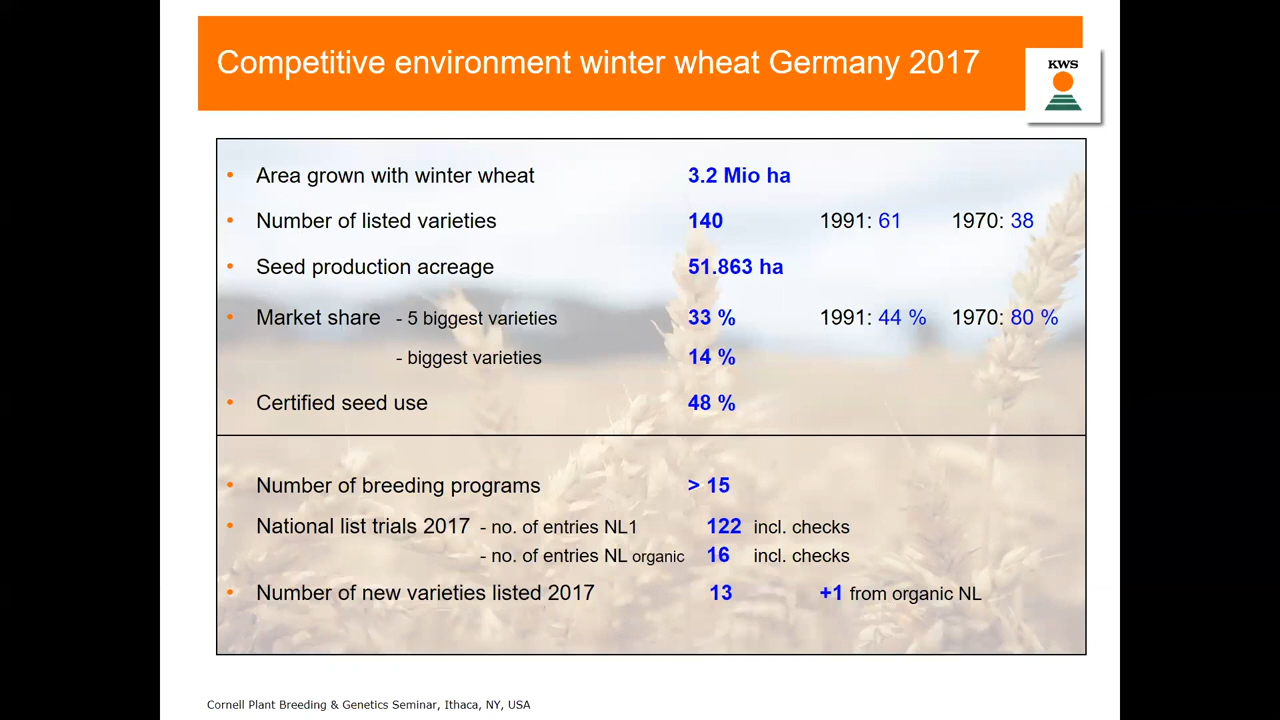 Competitive environment winter wheat Germany 2017
KWS
• Area grown with winter wheat 3.2 Mio ha
• Number of listed varieties 140 1991: 61 1970: 38
• Seed production acreage 51.863 ha
• Market share - 5 biggest varieties 33 % 1991: 44 % 1970: 80 %
- biggest varieties 14 %
• Certified seed use 48 %
• Number of breeding programs > 15
• National list trials 2017 - no. of entries NL1 122 incl. checks
- no. of entries NL organic 16 incl. checks
• Number of new varieties listed 2017 13 +1 from organic NL
Cornell Plant Breeding & Genetics Seminar, Ithaca, NY, USA